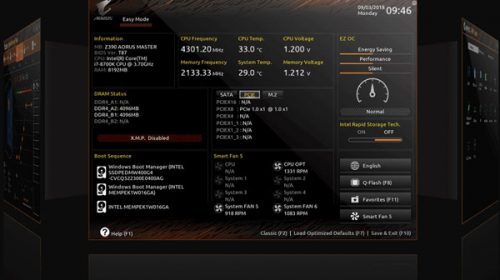 AORUS
Easy Mode
09/03/2018
Monday
09:46
Information
MB: Z390 AORUS MASTER
BIOS Ver. T87
CPU: Intel(R) Core(TM)
i7-8700K CPU @ 3.70GHz
RAM: 8192MB
CPU Frequency
4301.20 MHz
CPU Temp.
33.0 °C
CPU Voltage
1.200 V
Memory Frequency
2133.33 MHz
System Temp.
29.0 °C
Memory Voltage
1.212 V
EZ OC
Energy Saving
Performance
Silent
Normal
DRAM Status
DDR4_A1: N/A
DDR4_A2: 4096MB
DDR4_B1: N/A
DDR4_B2: 4096MB
X.M.P. Disabled
SATA
PCIE
M.2
PCIEX16 : N/A
PCIEX8 : PCIe 1.0 x1 @ 1.0 x1
PCIEX4 : N/A
PCIEX1_1 : N/A
PCIEX1_2 : N/A
PCIEX1_3 : N/A
Intel Rapid Storage Tech.
ON
OFF
Boot Sequence
Windows Boot Manager (INTEL
SSDPEDMW400G4
Windows Boot Manager (INTEL
MEMPEK1W016GA)
INTEL MEMPEK1W016GA
Smart Fan 5
CPU
N/A
CPU OPT
1331 RPM
System 1
N/A
System 2
N/A
System 3
N/A
System 4
N/A
System FAN 5
918 RPM
System FAN 6
1083 RPM
English
Q-Flash (F8)
Favorites (F11)
Smart Fan 5
Help (F1)
Classic (F2) | Load Optimized Defaults (F7) | Save & Exit (F10)